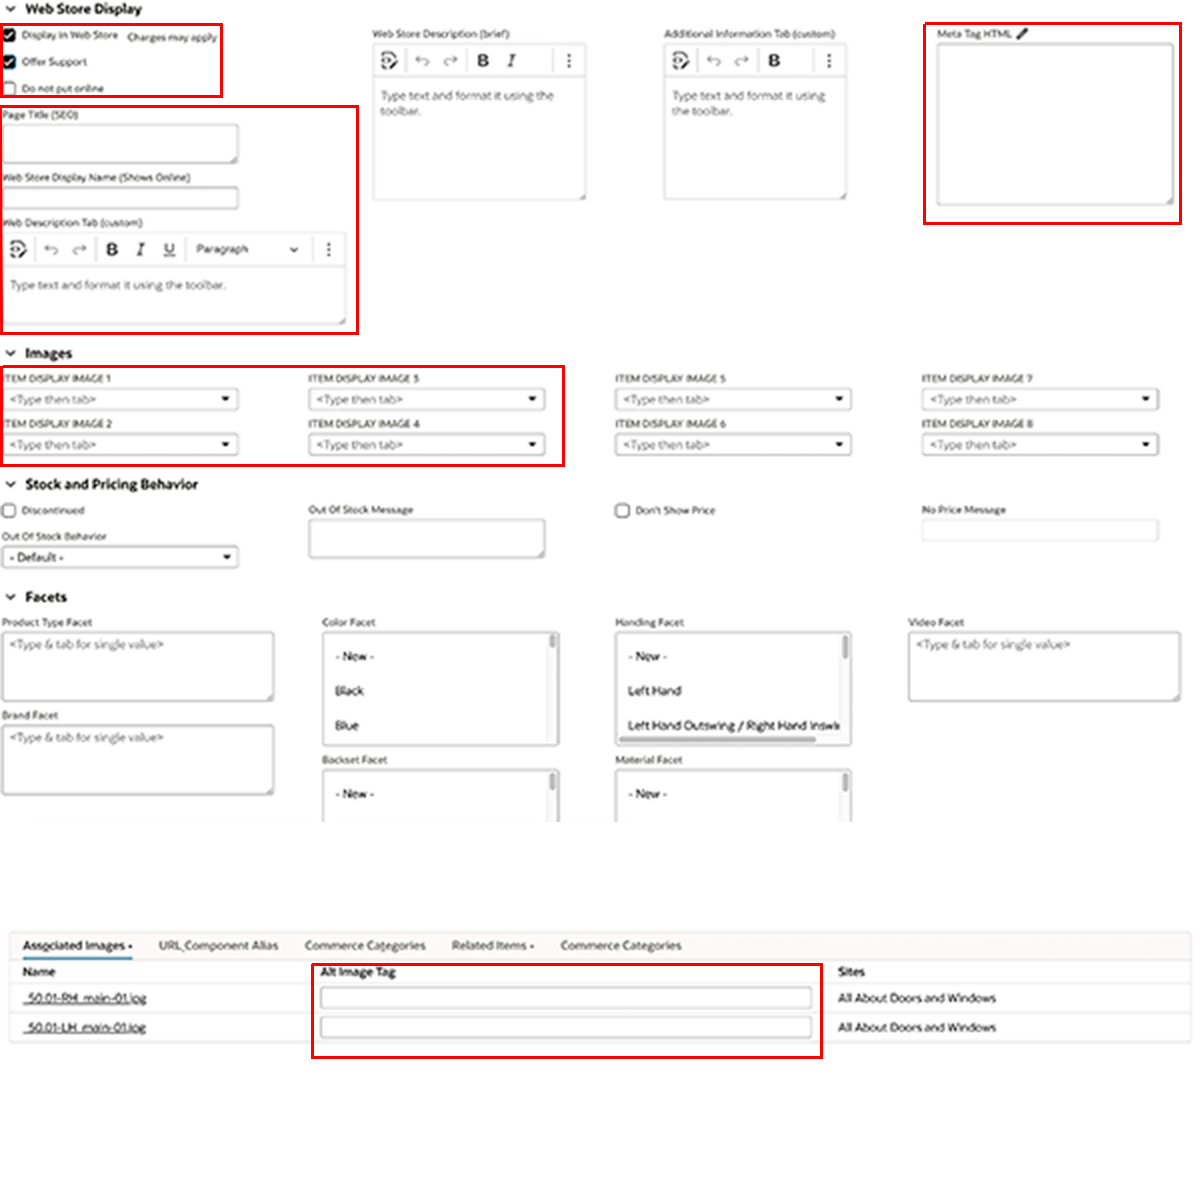 Web Store Display
Display in Web Store Charges may apply
Offer Support
Do not put online
Page Title (SEO)
Web Store Display Name (Shows Online)
Web Description Tab (custom)
B I U Paragraph
Type text and format it using the toolbar.
Web Store Description (brief)
B I
Type text and format it using the
toolbar.
Additional Information Tab (custom)
B
Type text and format it using
the toolbar.
Meta Tag HTML
Images
ITEM DISPLAY IMAGE 1
<Type then tab>
ITEM DISPLAY IMAGE 2
<Type then tab>
ITEM DISPLAY IMAGE 3
<Type then tab>
ITEM DISPLAY IMAGE 4
<Type then tab>
ITEM DISPLAY IMAGE 5
<Type then tab>
ITEM DISPLAY IMAGE 6
<Type then tab>
ITEM DISPLAY IMAGE 7
<Type then tab>
ITEM DISPLAY IMAGE 8
<Type then tab>
Stock and Pricing Behavior
Discontinued
Out Of Stock Behavior
- Default -
Out Of Stock Message
Don't Show Price
No Price Message
Facets
Product Type Facet
<Type & tab for single value>
Brand Facet
<Type & tab for single value>
Color Facet
- New -
Black
Blue
Backset Facet
- New -
Handing Facet
- New -
Left Hand
Left Hand Outswing / Right Hand Inswin
Material Facet
- New -
Video Facet
<Type & tab for single value>
Associated Images • URL Component Alias Commerce Categories Related Items • Commerce Categories
Name Alt Image Tag Sites
_50.01-RH_main-01.jpg All About Doors and Windows
_50.01-LH_main-01.jpg All About Doors and Windows